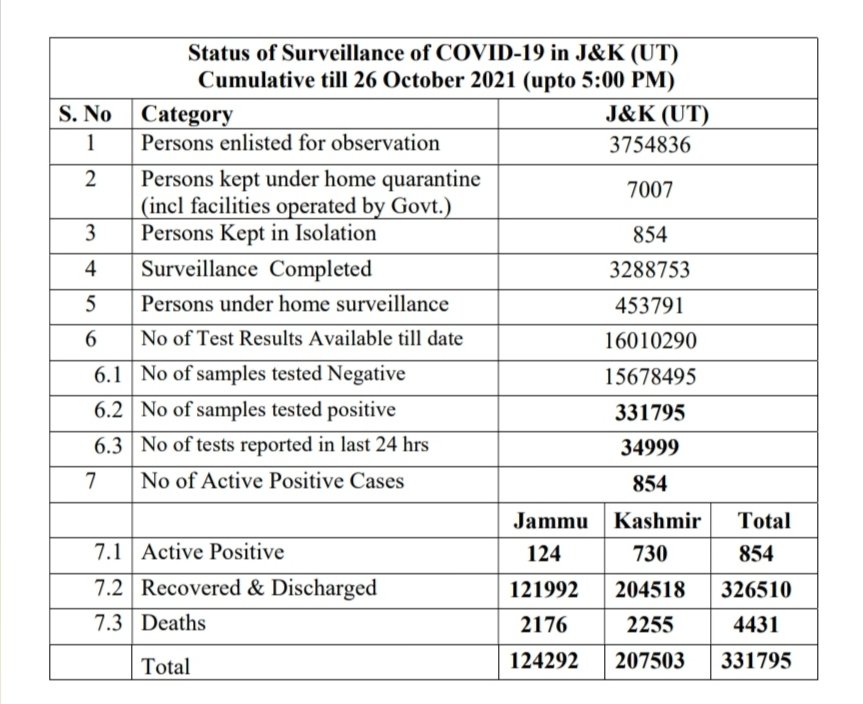 Status of Surveillance of COVID-19 in J&K (UT)
Cumulative till 26 October 2021 (upto 5:00 PM)
S. No Category J&K (UT)
1 Persons enlisted for observation 3754836
2 Persons kept under home quarantine
(incl facilities operated by Govt.) 7007
3 Persons Kept in Isolation 854
4 Surveillance Completed 3288753
5 Persons under home surveillance 453791
6 No of Test Results Available till date 16010290
6.1 No of samples tested Negative 15678495
6.2 No of samples tested positive 331795
6.3 No of tests reported in last 24 hrs 34999
7 No of Active Positive Cases 854
Jammu Kashmir Total
7.1 Active Positive 124 730 854
7.2 Recovered & Discharged 121992 204518 326510
7.3 Deaths 2176 2255 4431
Total 124292 207503 331795